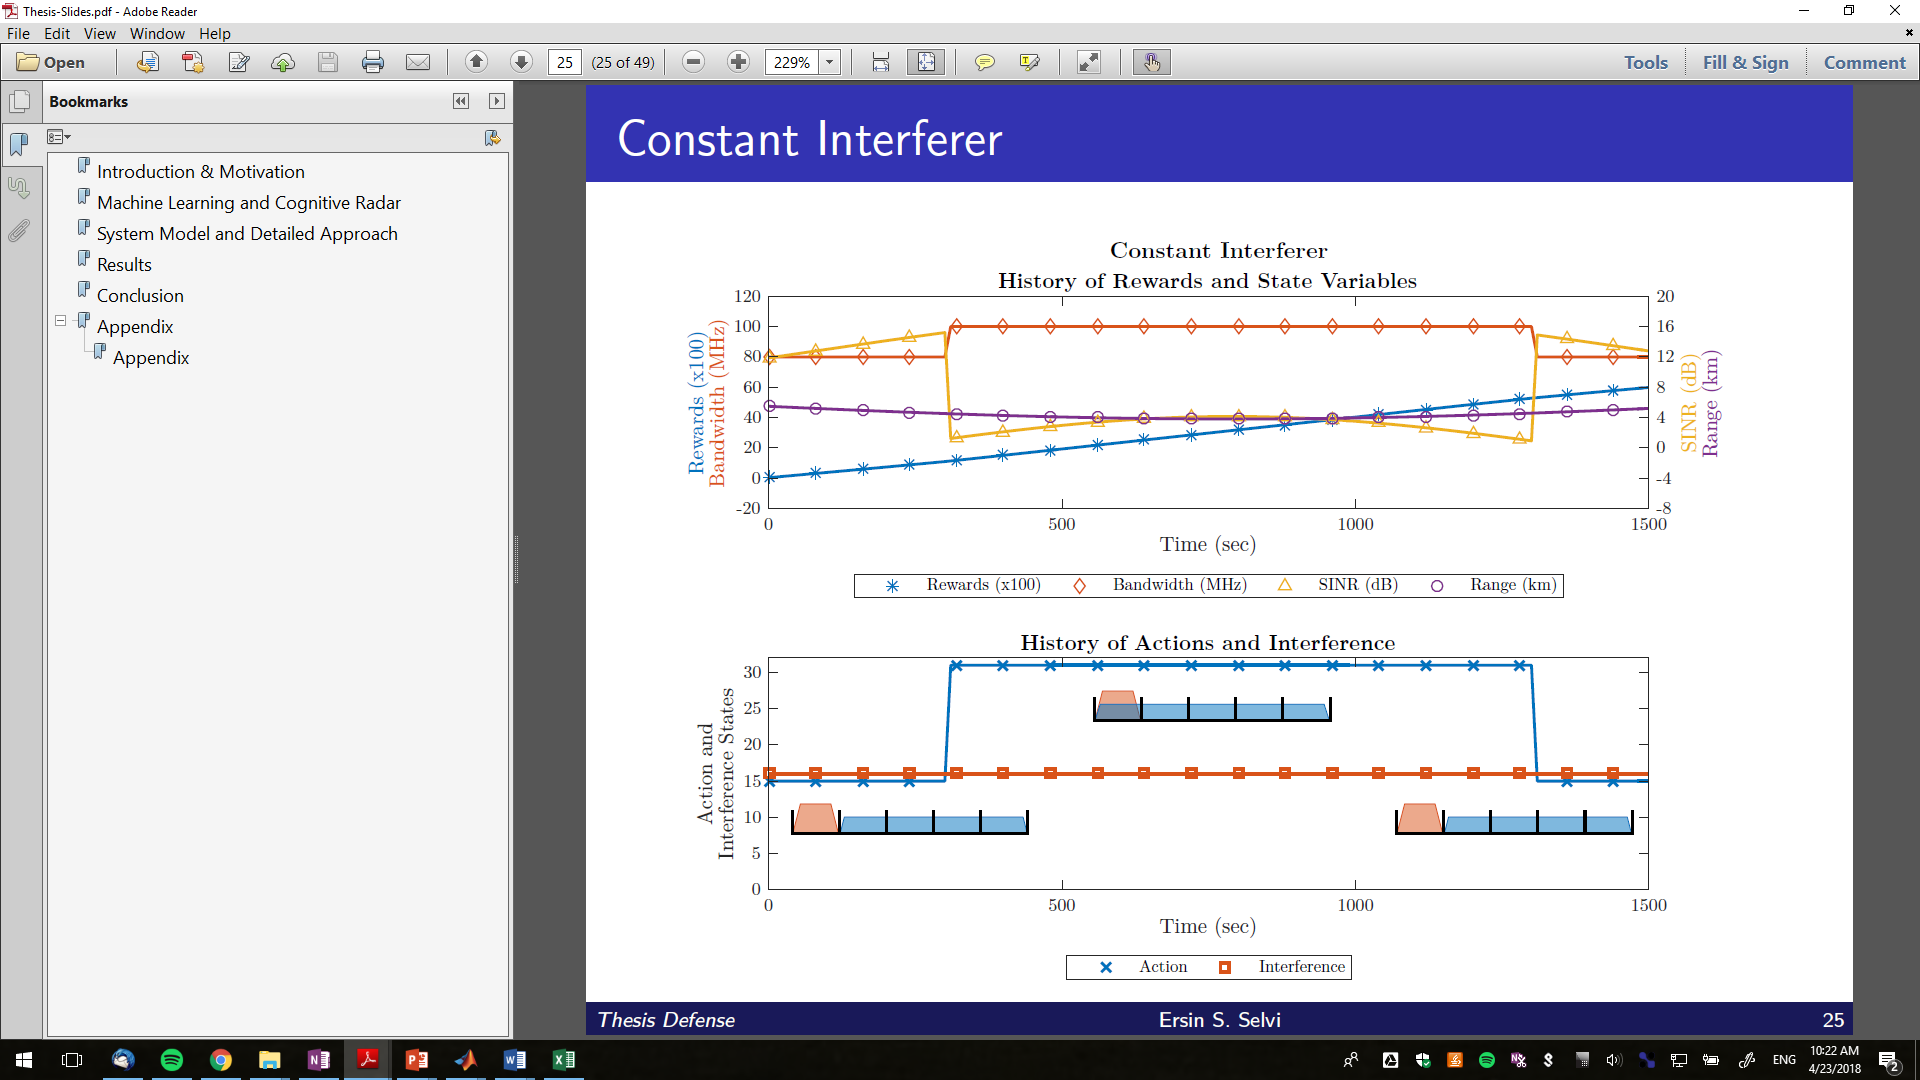 Thesis-Slides.pdf - Adobe Reader
File Edit View Window Help
Open
25 (25 of 49) 229%
Tools Fill & Sign Comment
Bookmarks
Introduction & Motivation
Machine Learning and Cognitive Radar
System Model and Detailed Approach
Results
Conclusion
Appendix
Appendix
Constant Interferer
Constant Interferer
History of Rewards and State Variables
Rewards (x100)
Bandwidth (MHz)
120
100
80
60
40
20
0
-20
20
16
12
8
4
0
-4
-8
SINR (dB)
Range (km)
0 500 1000 1500
Time (sec)
Rewards (x100) Bandwidth (MHz) SINR (dB) Range (km)
History of Actions and Interference
Action and
Interference States
30
25
20
15
10
5
0
0 500 1000 1500
Time (sec)
Action Interference
Thesis Defense Ersin S. Selvi 25
ENG
10:22 AM
4/23/2018
2